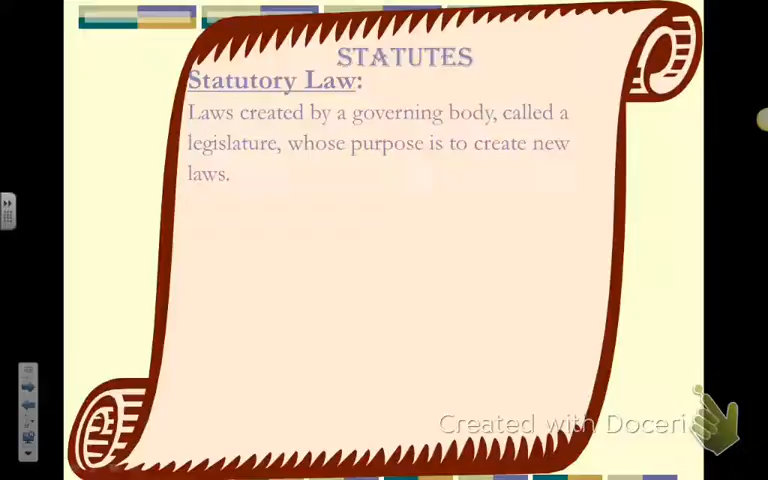 STATUTES
Statutory Law:
Laws created by a governing body, called a
legislature, whose purpose is to create new
laws.
Created with Doceri